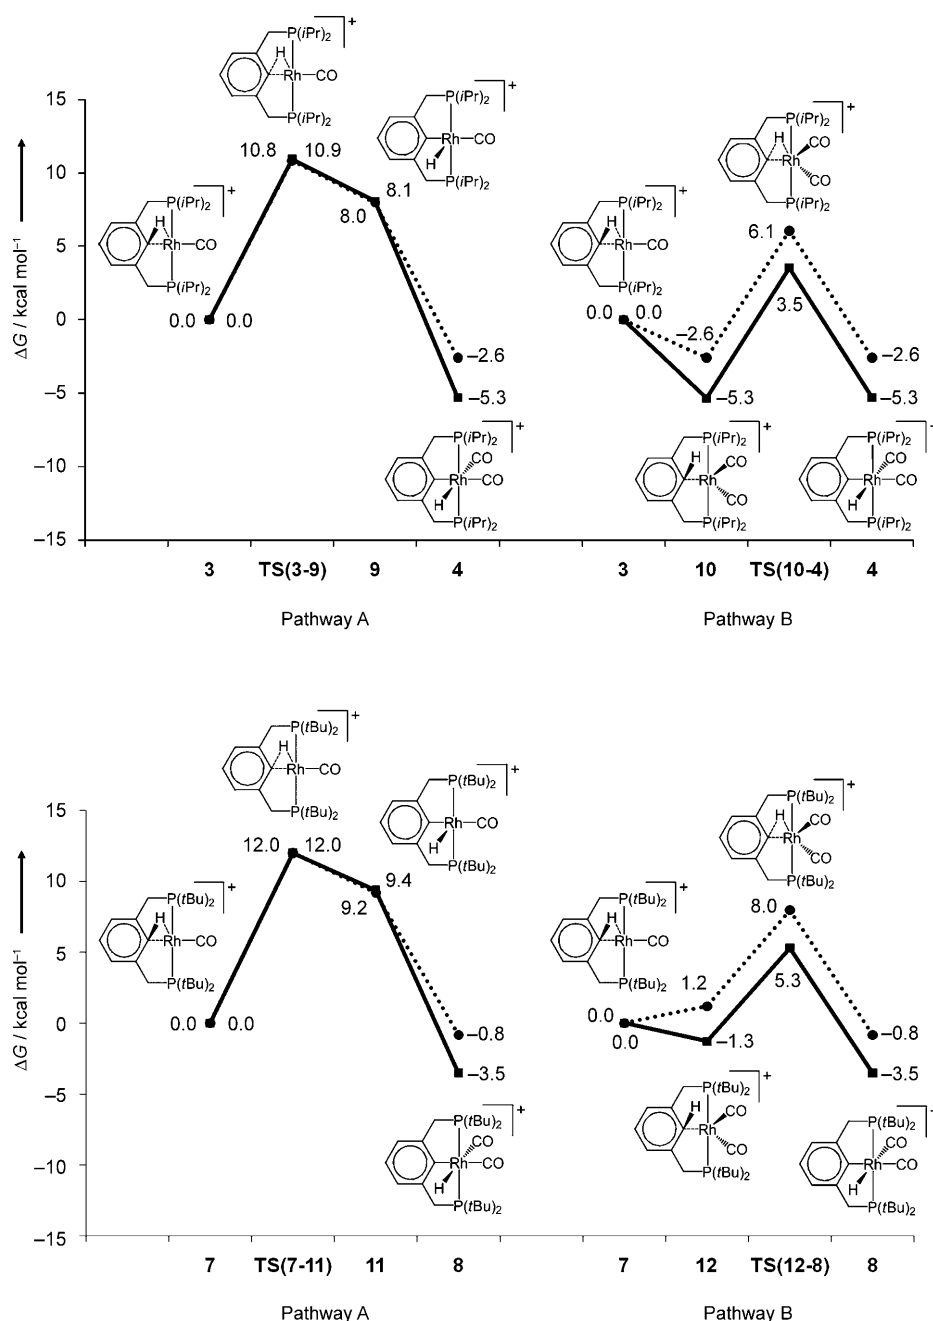 P(iPr)2
+
H
Rh
CO
P(iPr)2
15
P(iPr)2
+
Rh
CO
H
P(iPr)2
P(iPr)2
+
H
CO
Rh
CO
P(iPr)2
10.8
10.9
10
8.1
8.0
P(iPr)2
+
H
Rh
CO
P(iPr)2
P(iPr)2
+
H
Rh
CO
P(iPr)2
6.1
5
3.5
ΔG / kcal mol–1
0
0.0
0.0
0.0
0.0
–2.6
–2.6
–2.6
–5
–5.3
–5.3
–5.3
P(iPr)2
+
CO
Rh
CO
H
P(iPr)2
P(iPr)2
+
H
CO
Rh
CO
P(iPr)2
P(iPr)2
CO
Rh
CO
H
P(iPr)2
–10
–15
3
TS(3-9)
9
4
3
10
TS(10-4)
4
Pathway A
Pathway B
P(tBu)2
+
H
Rh
CO
P(tBu)2
15
P(tBu)2
+
Rh
CO
H
P(tBu)2
P(tBu)2
+
H
CO
Rh
CO
P(tBu)2
12.0
12.0
10
9.4
9.2
P(tBu)2
+
H
Rh
CO
P(tBu)2
P(tBu)2
+
H
Rh
CO
P(tBu)2
8.0
5
5.3
ΔG / kcal mol–1
0
0.0
0.0
0.0
0.0
1.2
–1.3
–0.8
–0.8
–3.5
–3.5
–5
P(tBu)2
+
CO
Rh
CO
H
P(tBu)2
P(tBu)2
+
H
CO
Rh
CO
P(tBu)2
P(tBu)2
CO
Rh
CO
H
P(tBu)2
–10
–15
7
TS(7-11)
11
8
7
12
TS(12-8)
8
Pathway A
Pathway B